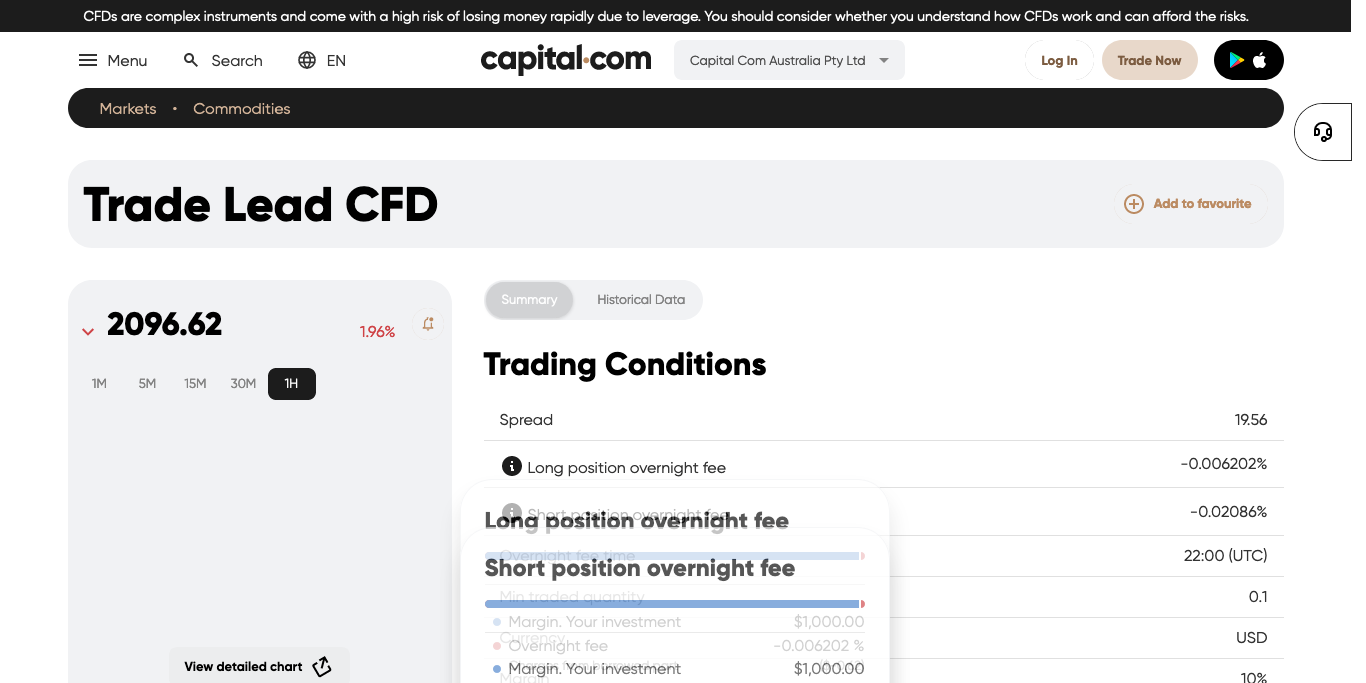 CFDs are complex instruments and come with a high risk of losing money rapidly due to leverage. You should consider whether you understand how CFDs work and can afford the risks.
Menu Search EN capital.com Capital Com Australia Pty Ltd Log In Trade Now
Markets • Commodities
Trade Lead CFD
Add to favourite
2096.62
1.96%
1M 5M 15M 30M 1H
View detailed chart
Summary Historical Data
Trading Conditions
Spread 19.56
Long position overnight fee -0.006202%
Short position overnight fee -0.02086%
Long position overnight fee
Overnight fee time 22:00 (UTC)
Short position overnight fee
Min traded quantity 0.1
Margin. Your investment $1,000.00
Currency USD
Overnight fee -0.006202 %
Margin. Your investment $1,000.00
Margin 10%